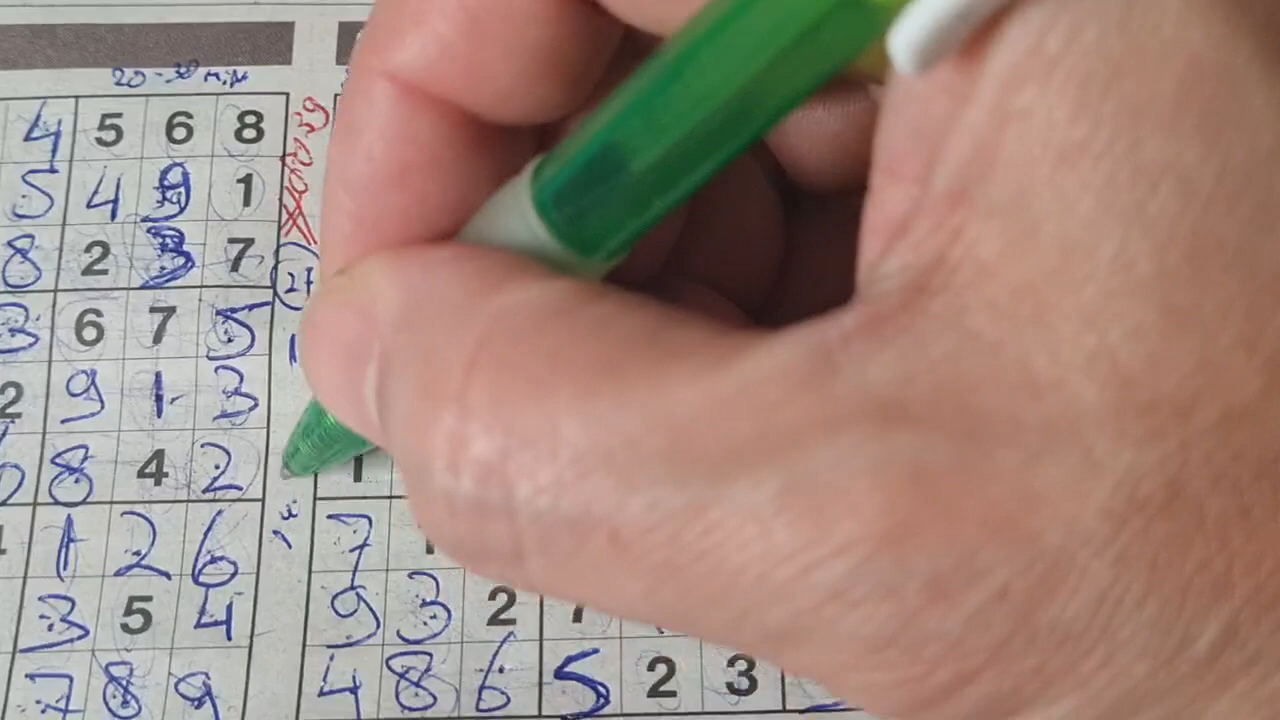 20-30 min
4 5 6 8
5 4 9 1
8 2 3 7
27
3 6 7 5
2 9 1 3
8 4 2
1
1 2 6
3 5 4
7 8 9
7
9 3 2
4 8 6 5 2 3